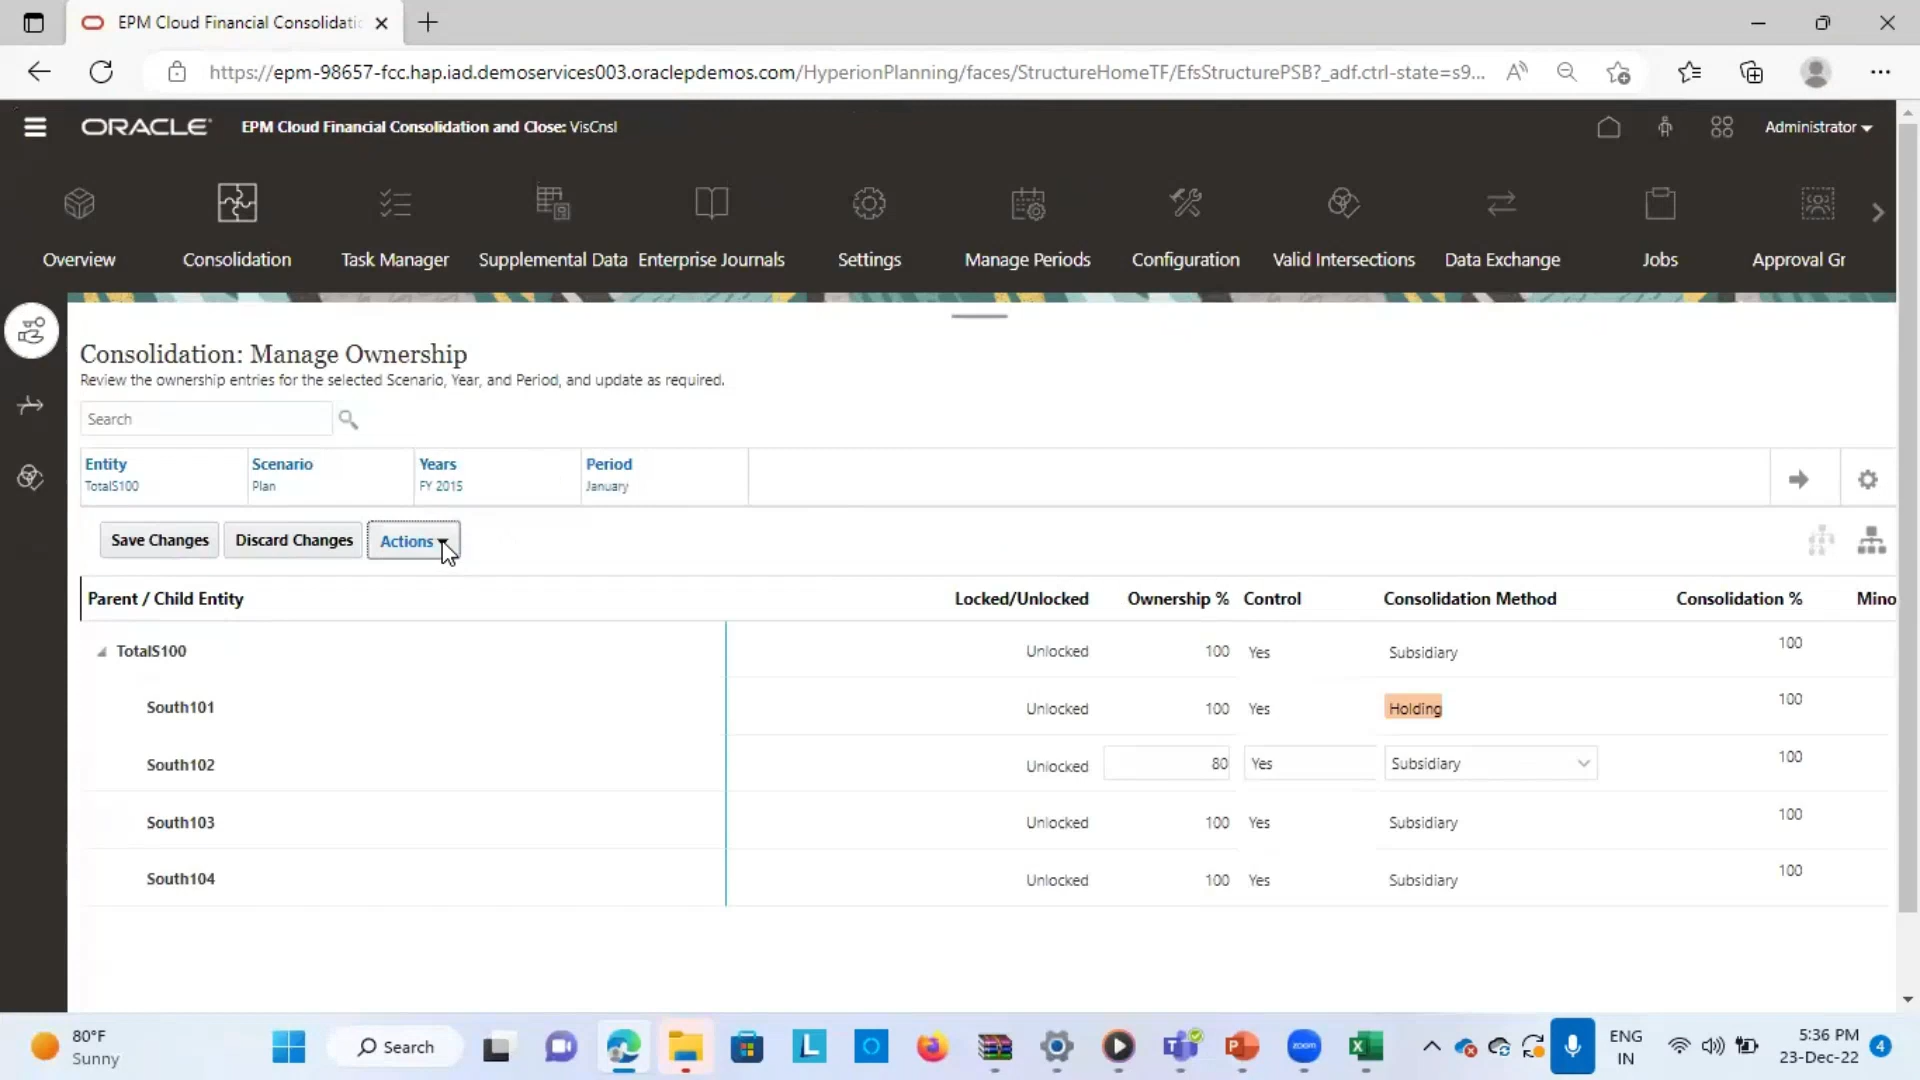 EPM Cloud Financial Consolidatio
https://epm-98657-fcc.hap.iad.demoservices003.oraclepdemos.com/HyperionPlanning/faces/StructureHomeTF/EfsStructurePSB?_adf.ctrl-state=s9...
ORACLE EPM Cloud Financial Consolidation and Close: VisCnsl
Administrator
Overview Consolidation Task Manager Supplemental Data Enterprise Journals Settings Manage Periods Configuration Valid Intersections Data Exchange Jobs Approval Gr
Consolidation: Manage Ownership
Review the ownership entries for the selected Scenario, Year, and Period, and update as required.
Search
Entity Scenario Years Period
TotalS100 Plan FY 2015 January
Save Changes Discard Changes Actions
Parent / Child Entity Locked/Unlocked Ownership % Control Consolidation Method Consolidation % Mino
TotalS100 Unlocked 100 Yes Subsidiary 100
South101 Unlocked 100 Yes Holding 100
South102 Unlocked 80 Yes Subsidiary 100
South103 Unlocked 100 Yes Subsidiary 100
South104 Unlocked 100 Yes Subsidiary 100
80°F
Sunny
Search
zoom
ENG
IN
5:36 PM
23-Dec-22
4